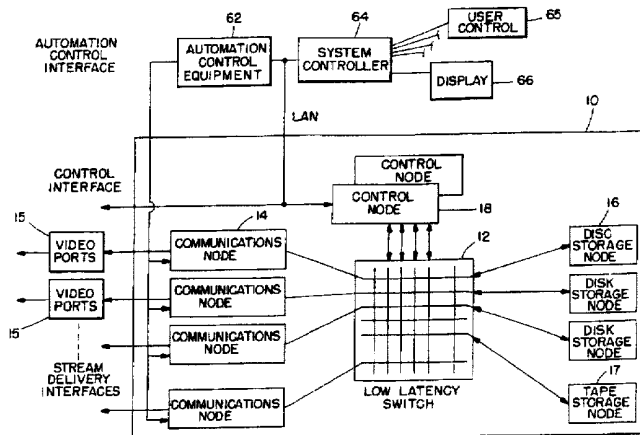 62
64
USER
CONTROL
65
AUTOMATION
CONTROL
INTERFACE
AUTOMATION
CONTROL
EQUIPMENT
SYSTEM
CONTROLLER
DISPLAY
66
LAN
10
CONTROL
INTERFACE
CONTROL
NODE
CONTROL
NODE
18
15
VIDEO
PORTS
14
COMMUNICATIONS
NODE
12
16
DISC
STORAGE
NODE
VIDEO
PORTS
15
COMMUNICATIONS
NODE
DISK
STORAGE
NODE
COMMUNICATIONS
NODE
DISK
STORAGE
NODE
STREAM
DELIVERY
INTERFACES
COMMUNICATIONS
NODE
LOW LATENCY
SWITCH
17
TAPE
STORAGE
NODE